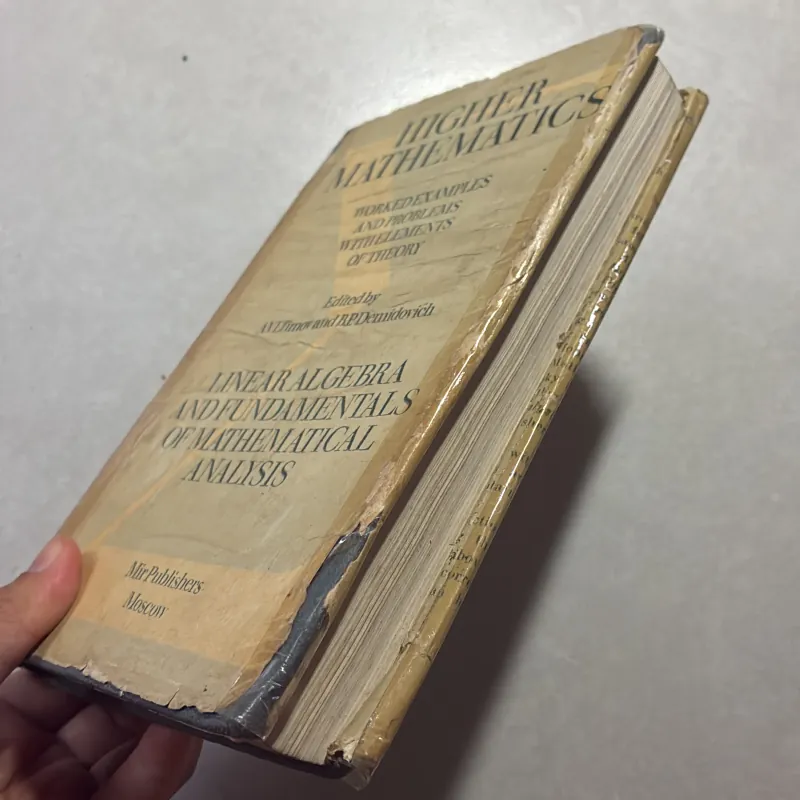 HIGHER
MATHEMATICS
WORKED EXAMPLES
AND PROBLEMS
WITH ELEMENTS
OF THEORY
Edited by
and B.P. Demidovich
LINEAR ALGEBRA
AND FUNDAMENTALS
OF MATHEMATICAL
ANALYSIS
Mir Publishers
Moscow